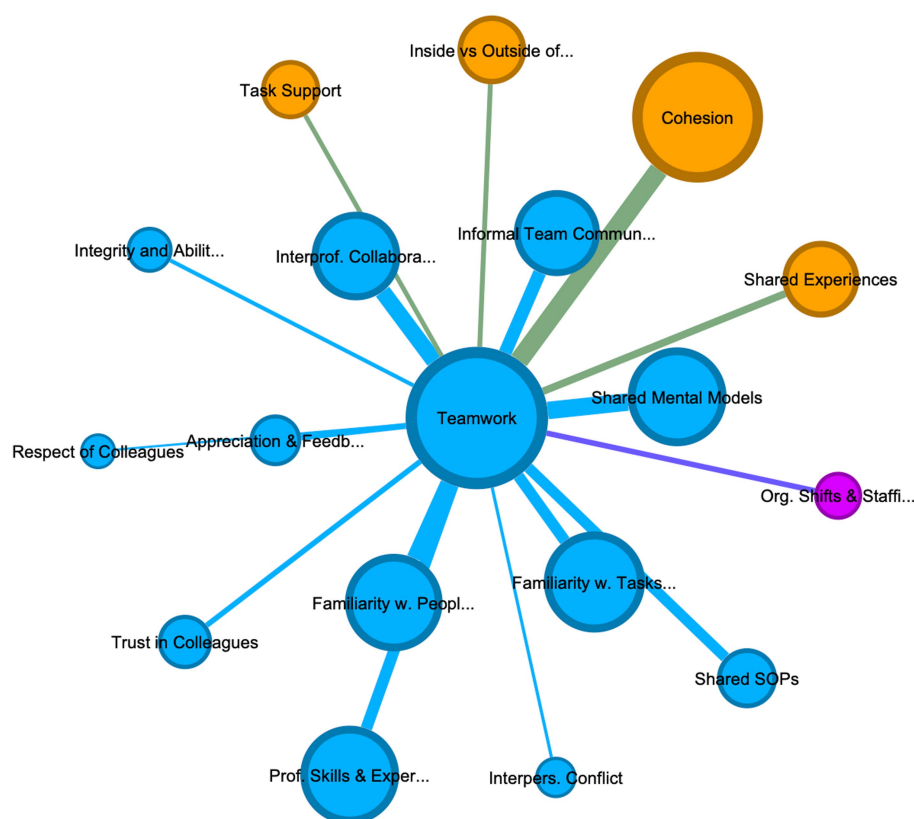 Inside vs Outside of...
Task Support
Cohesion
Informal Team Commun...
Integrity and Abilit...
Interprof. Collabora...
Shared Experiences
Shared Mental Models
Teamwork
Respect of Colleagues
Appreciation & Feedb...
Org. Shifts & Staffi...
Familiarity w. Tasks...
Familiarity w. Peopl...
Trust in Colleagues
Shared SOPs
Prof. Skills & Exper...
Interpers. Conflict